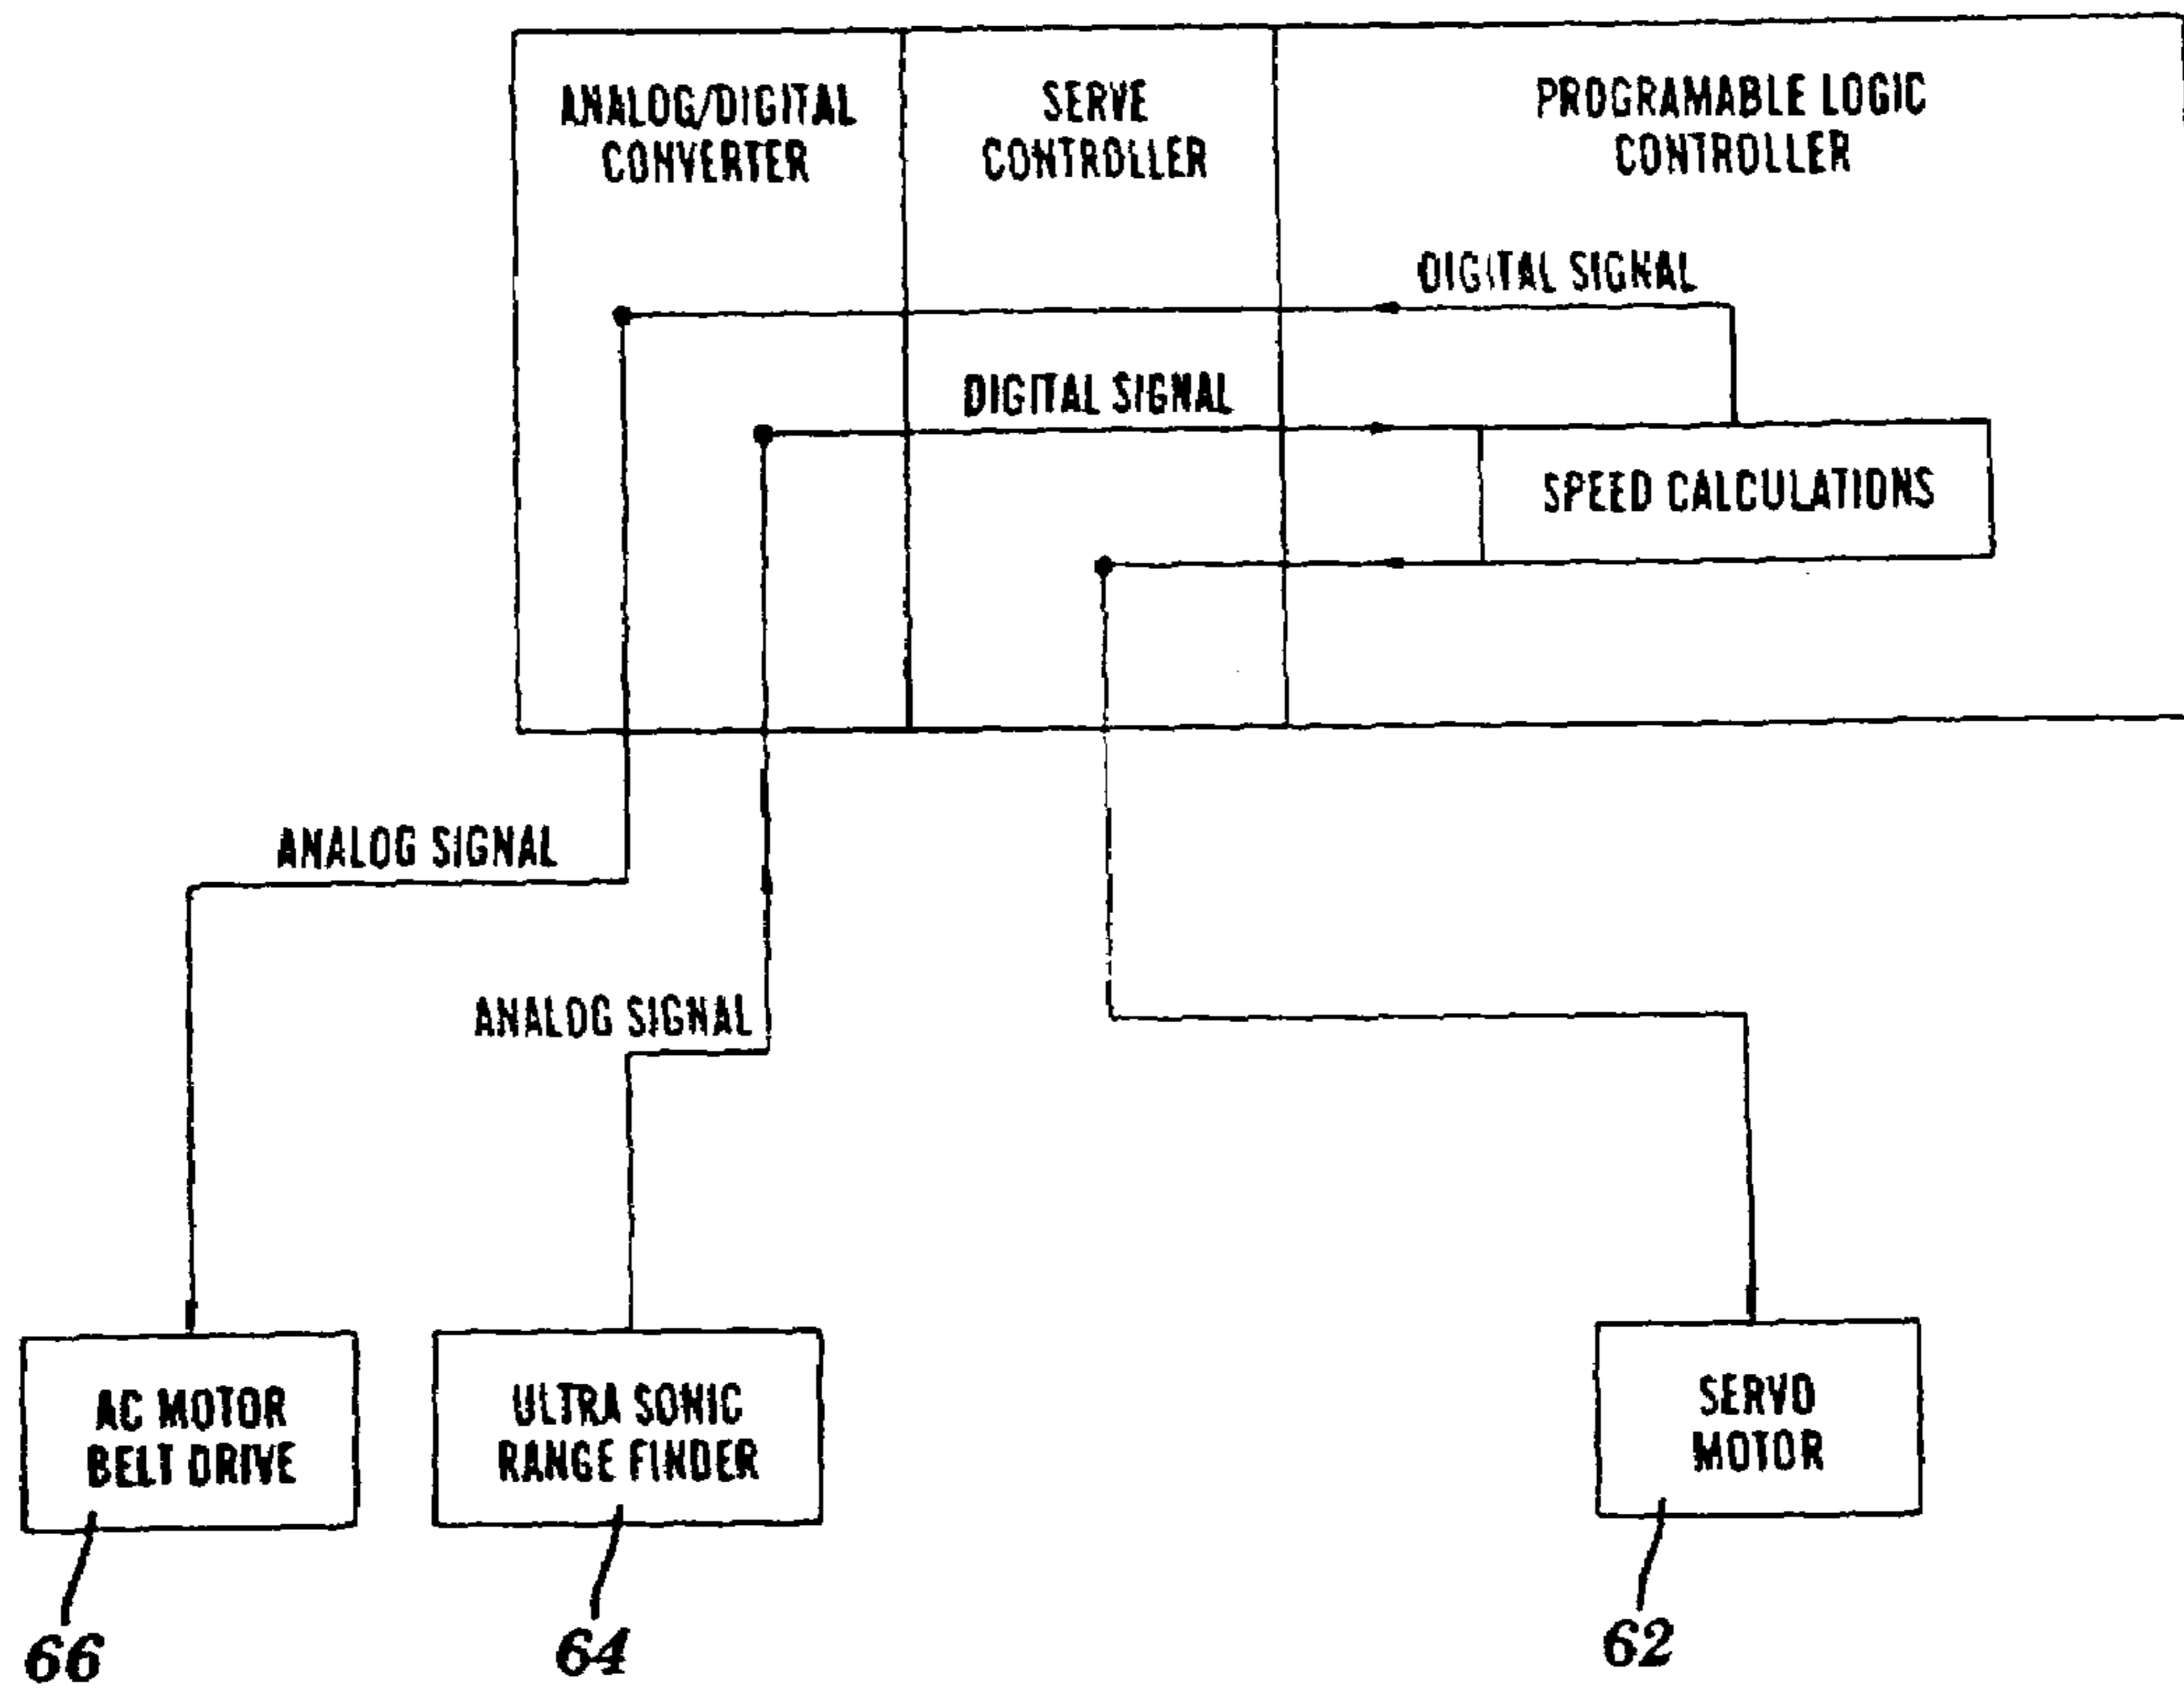 ANALOG/DIGITAL
CONVERTER
SERVE
CONTROLLER
PROGRAMABLE LOGIC
CONTROLLER
DIGITAL SIGNAL
DIGITAL SIGNAL
SPEED CALCULATIONS
ANALOG SIGNAL
ANALOG SIGNAL
AC MOTOR
BELT DRIVE
ULTRA SONIC
RANGE FINDER
SERVO
MOTOR
66
64
62